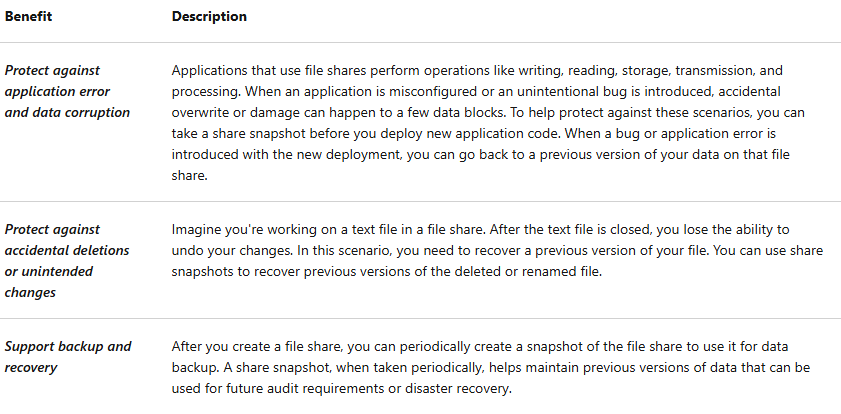 Benefit Description
Protect against Applications that use file shares perform operations like writing, reading, storage, transmission, and
application error processing. When an application is misconfigured or an unintentional bug is introduced, accidental
and data corruption overwrite or damage can happen to a few data blocks. To help protect against these scenarios, you can
take a share snapshot before you deploy new application code. When a bug or application error is
introduced with the new deployment, you can go back to a previous version of your data on that file
share.
Protect against Imagine you're working on a text file in a file share. After the text file is closed, you lose the ability to
accidental deletions undo your changes. In this scenario, you need to recover a previous version of your file. You can use share
or unintended snapshots to recover previous versions of the deleted or renamed file.
changes
Support backup and After you create a file share, you can periodically create a snapshot of the file share to use it for data
recovery backup. A share snapshot, when taken periodically, helps maintain previous versions of data that can be
used for future audit requirements or disaster recovery.